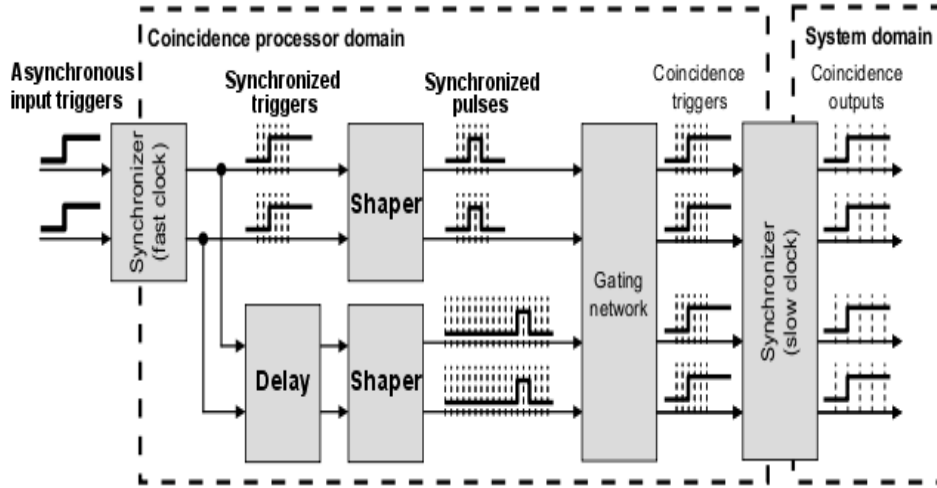 Coincidence processor domain
System domain
Asynchronous
input triggers
Synchronized
triggers
Synchronized
pulses
Coincidence
triggers
Coincidence
outputs
Synchronizer
(fast clock)
Shaper
Gating
network
Synchronizer
(slow clock)
Delay
Shaper